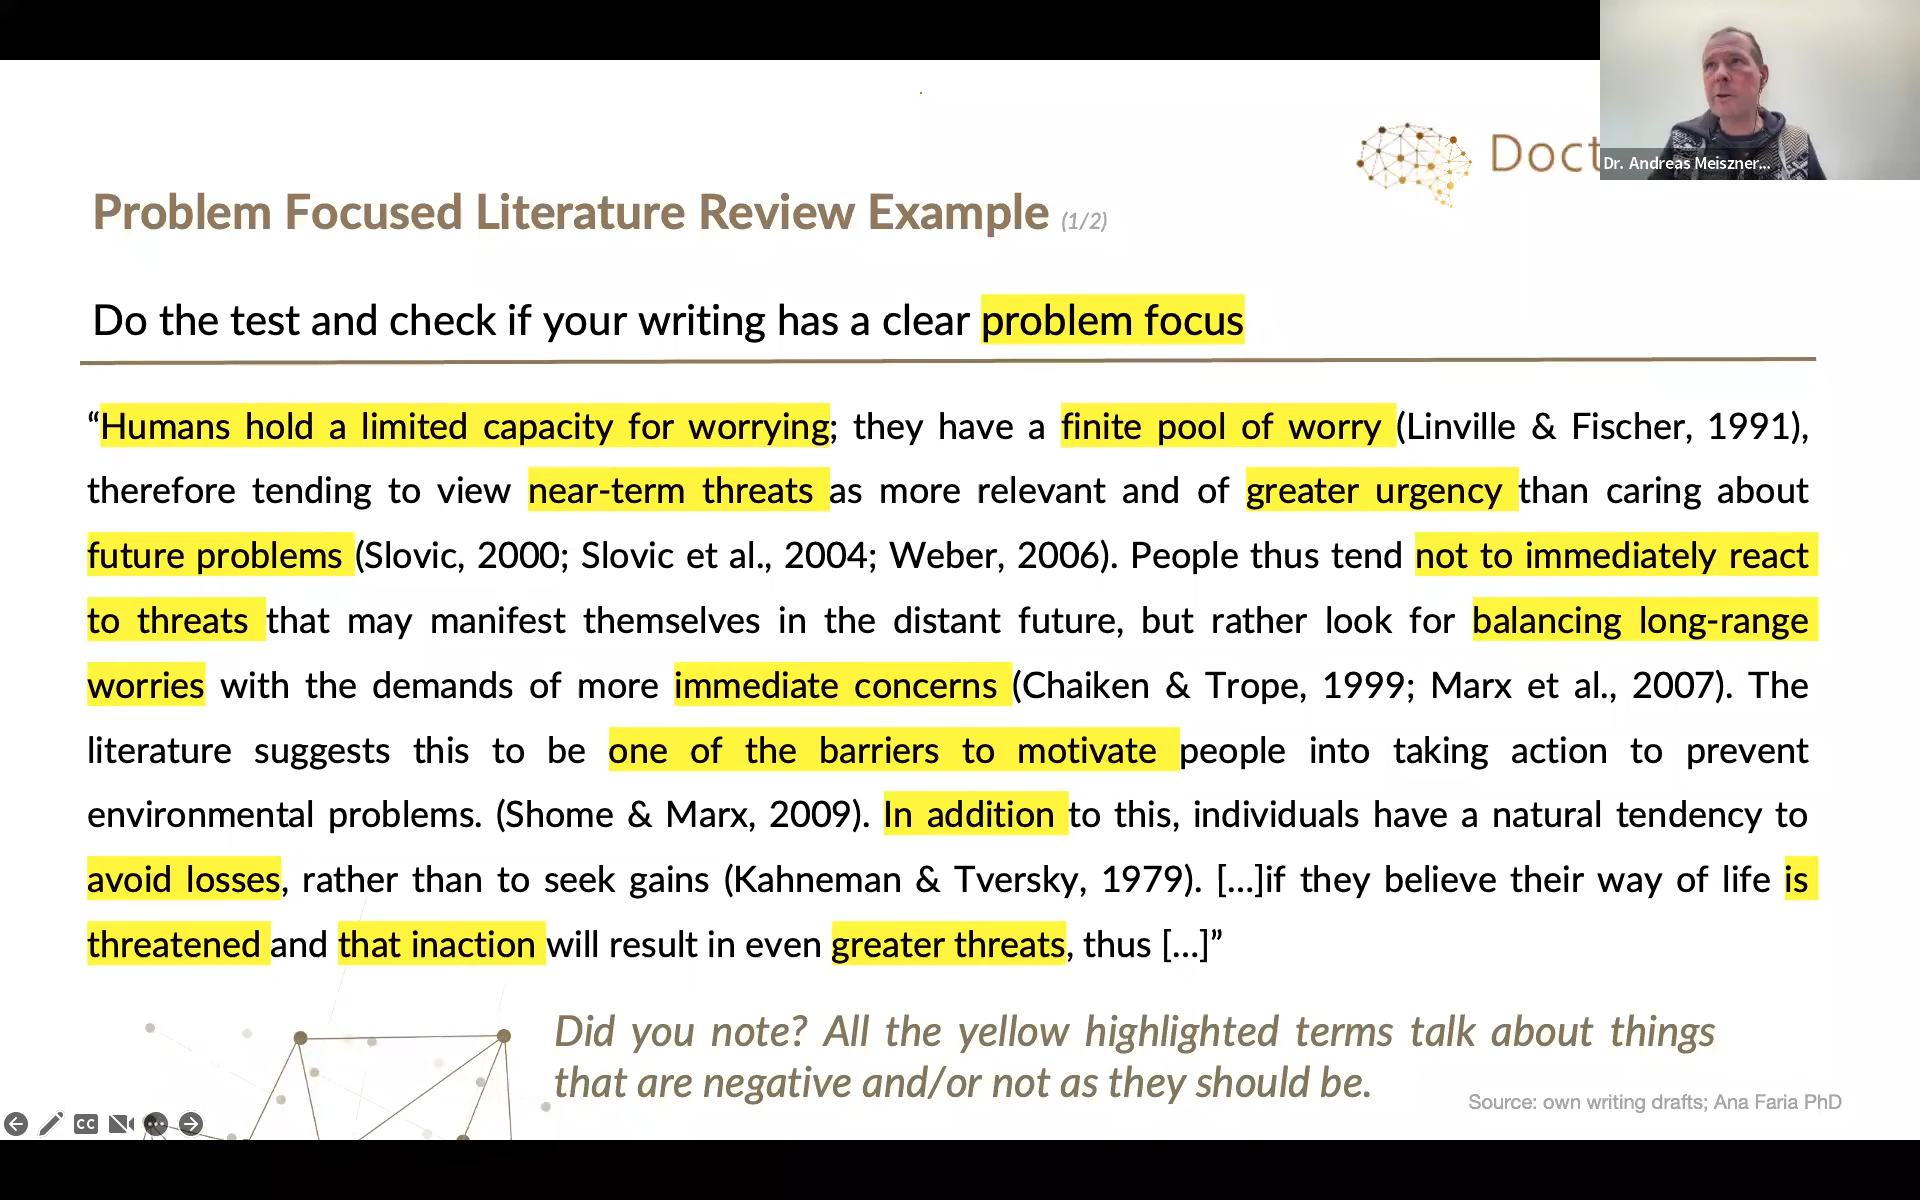 Doct
Dr. Andreas Meiszner...
Problem Focused Literature Review Example (1/2)
Do the test and check if your writing has a clear problem focus
“Humans hold a limited capacity for worrying; they have a finite pool of worry (Linville & Fischer, 1991),
therefore tending to view near-term threats as more relevant and of greater urgency than caring about
future problems (Slovic, 2000; Slovic et al., 2004; Weber, 2006). People thus tend not to immediately react
to threats that may manifest themselves in the distant future, but rather look for balancing long-range
worries with the demands of more immediate concerns (Chaiken & Trope, 1999; Marx et al., 2007). The
literature suggests this to be one of the barriers to motivate people into taking action to prevent
environmental problems. (Shome & Marx, 2009). In addition to this, individuals have a natural tendency to
avoid losses, rather than to seek gains (Kahneman & Tversky, 1979). [...]if they believe their way of life is
threatened and that inaction will result in even greater threats, thus [...]”
Did you note? All the yellow highlighted terms talk about things
that are negative and/or not as they should be.
Source: own writing drafts; Ana Faria PhD
CC